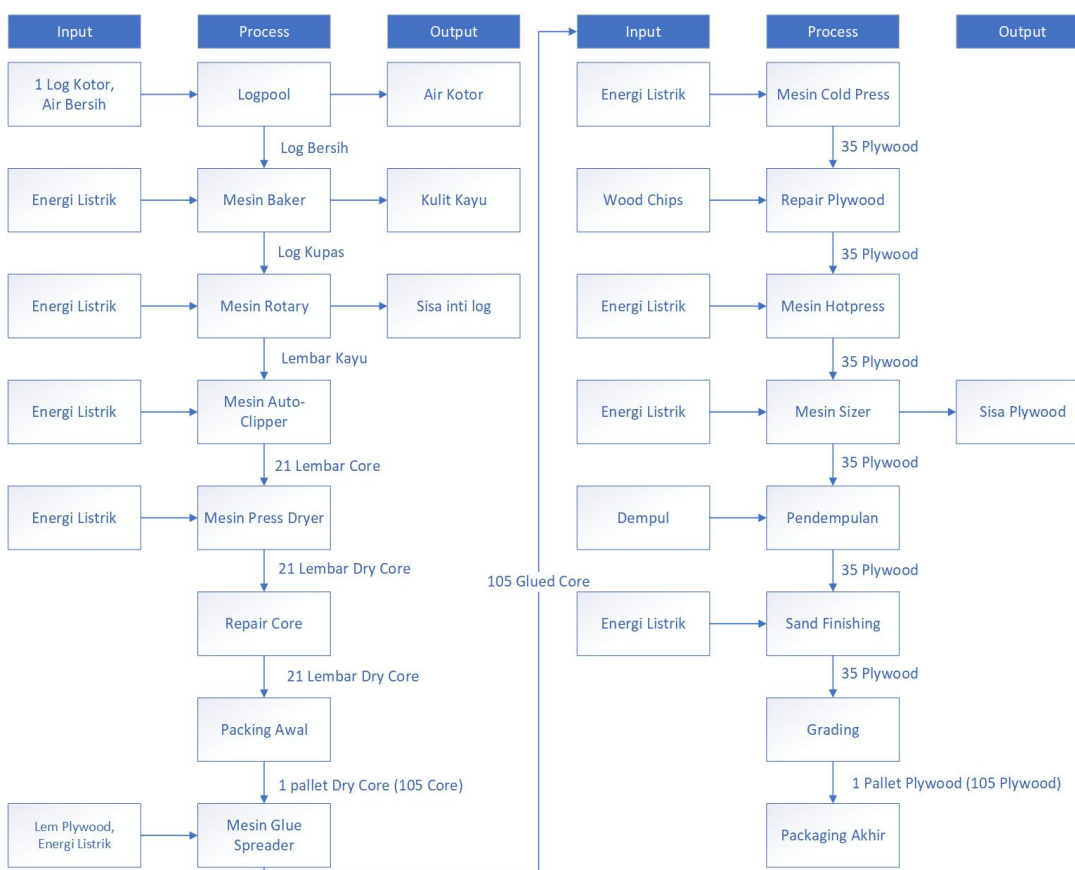 Input
Process
Output
1 Log Kotor,
Air Bersih
Logpool
Air Kotor
Log Bersih
Energi Listrik
Mesin Baker
Kulit Kayu
Log Kupas
Energi Listrik
Mesin Rotary
Sisa inti log
Lembar Kayu
Energi Listrik
Mesin Auto-
Clipper
21 Lembar Core
Energi Listrik
Mesin Press Dryer
21 Lembar Dry Core
Repair Core
21 Lembar Dry Core
Packing Awal
1 pallet Dry Core (105 Core)
Lem Plywood,
Energi Listrik
Mesin Glue
Spreader
105 Glued Core
Input
Process
Output
Energi Listrik
Mesin Cold Press
35 Plywood
Wood Chips
Repair Plywood
35 Plywood
Energi Listrik
Mesin Hotpress
35 Plywood
Energi Listrik
Mesin Sizer
Sisa Plywood
35 Plywood
Dempul
Pendempulan
35 Plywood
Energi Listrik
Sand Finishing
35 Plywood
Grading
1 Pallet Plywood (105 Plywood)
Packaging Akhir